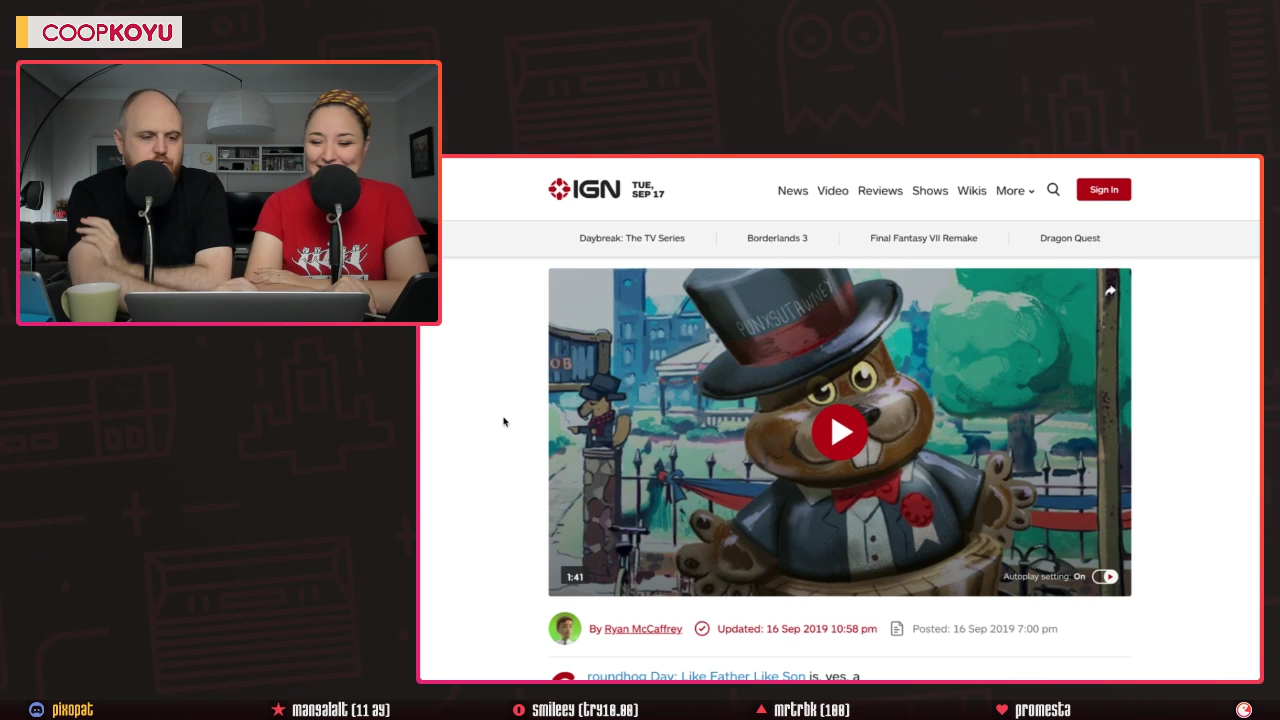 COOPKOYU
IGN
TUE,
SEP 17
News Video Reviews Shows Wikis More
Sign In
Daybreak: The TV Series
Borderlands 3
Final Fantasy VII Remake
Dragon Quest
PUNXSUTAWNEY
OB
1:41
Autoplay setting: On
By Ryan McCaffrey
Updated: 16 Sep 2019 10:58 pm
Posted: 16 Sep 2019 7:00 pm
roundhog Day: Like Father Like Son is, yes, a
pixopat
mangalalt (11 ay)
smileey (try10.00)
mrtrbk (100)
promesta